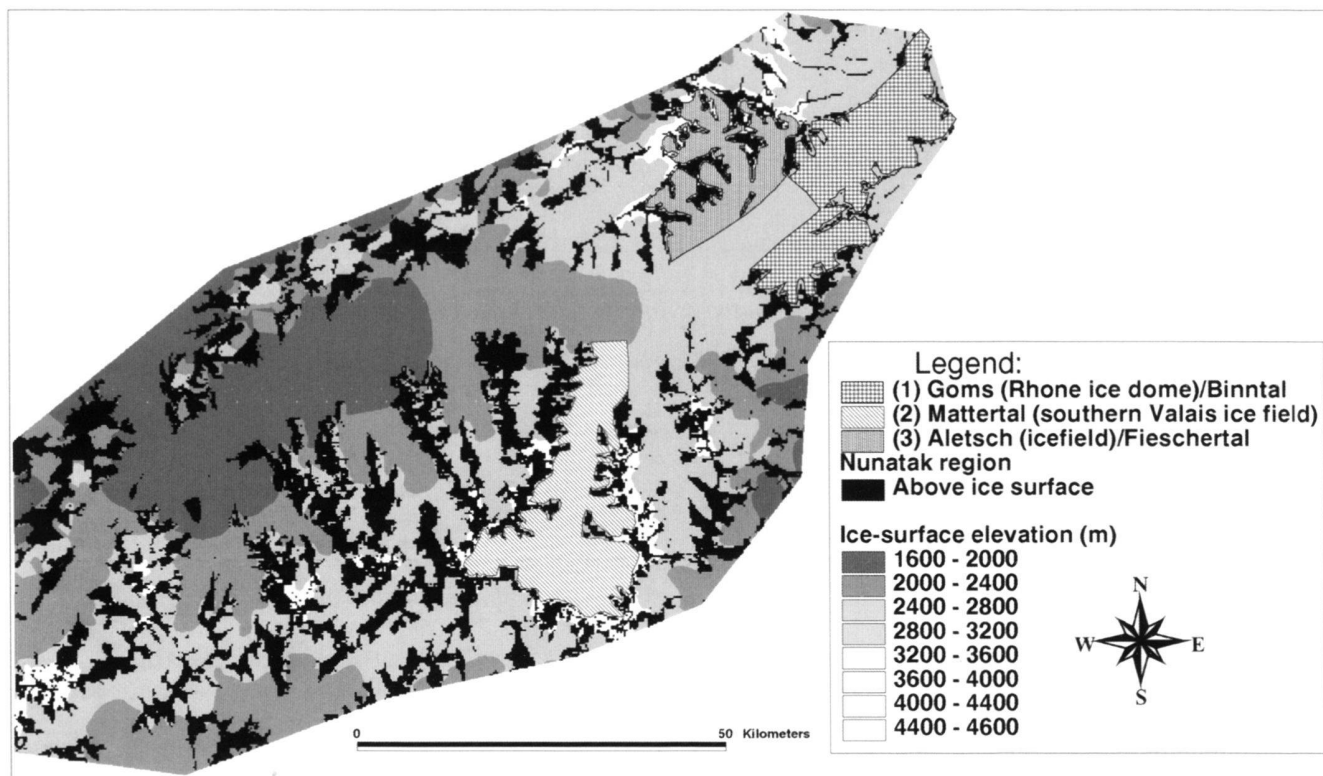 Legend:
(1) Goms (Rhone ice dome)/Binntal
(2) Mattertal (southern Valais ice field)
(3) Aletsch (icefield)/Fieschertal
Nunatak region
Above ice surface
Ice-surface elevation (m)
1600 - 2000
2000 - 2400
2400 - 2800
2800 - 3200
3200 - 3600
3600 - 4000
4000 - 4400
4400 - 4600
N
W E
S
0 50 Kilometers